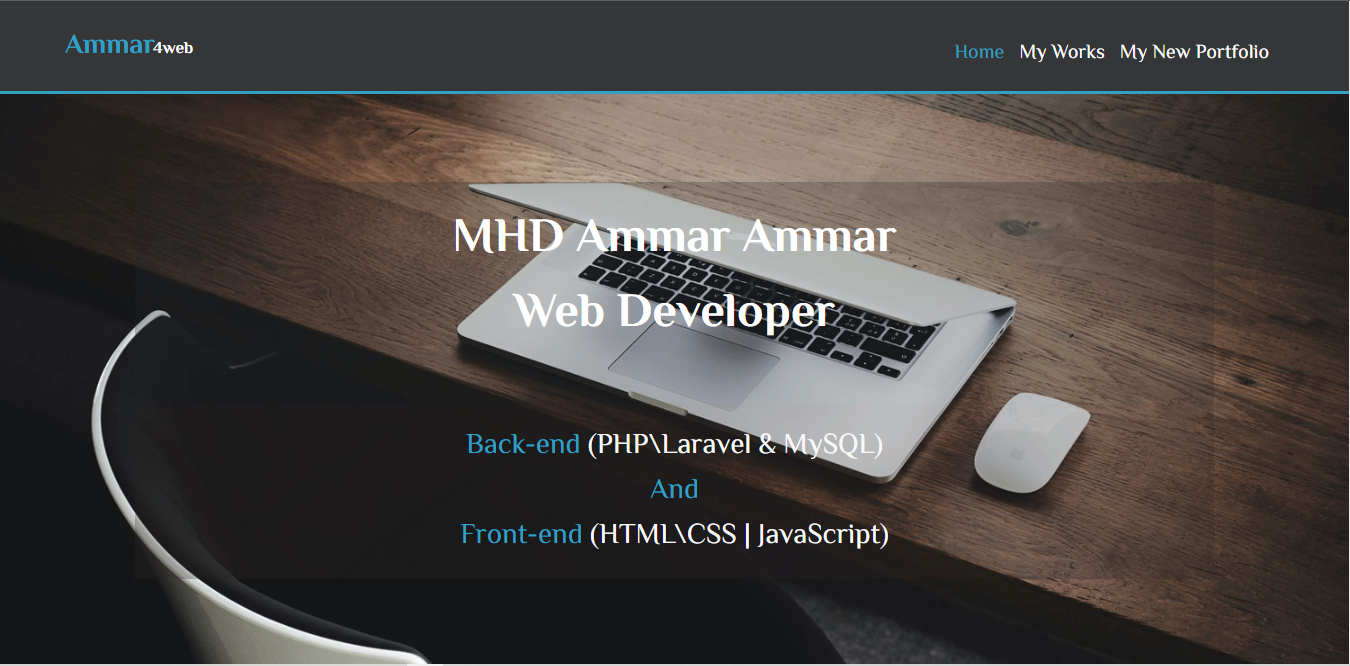 Ammar4web
Home My Works My New Portfolio
MHD Ammar Ammar
Web Developer
Back-end (PHP\Laravel & MySQL)
And
Front-end (HTML\CSS | JavaScript)